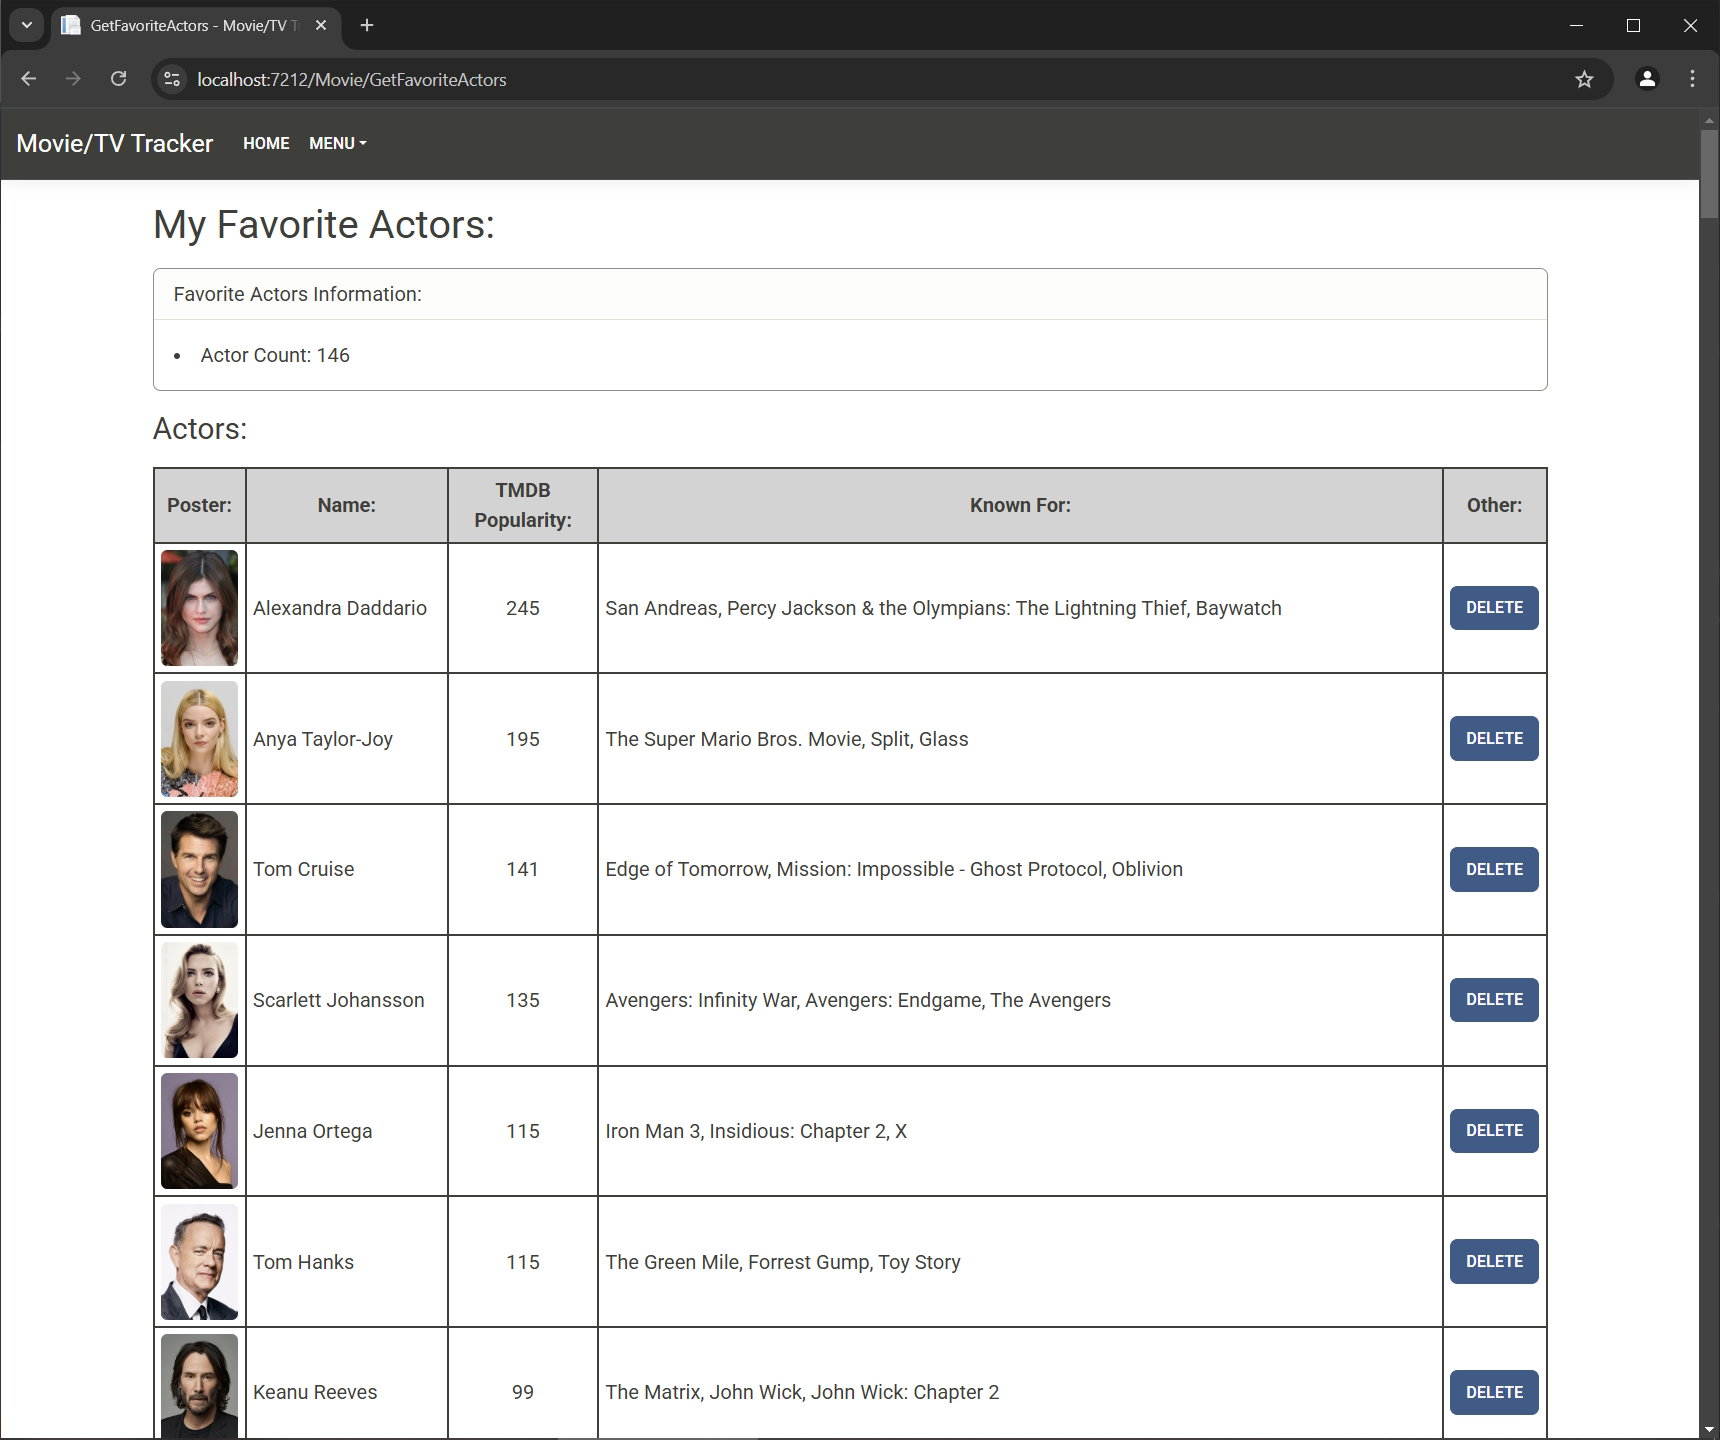 GetFavoriteActors - Movie/TV
localhost:7212/Movie/GetFavoriteActors
Movie/TV Tracker HOME MENU
My Favorite Actors:
Favorite Actors Information:
• Actor Count: 146
Actors:
Poster: Name: TMDB Popularity: Known For: Other:
Alexandra Daddario 245 San Andreas, Percy Jackson & the Olympians: The Lightning Thief, Baywatch DELETE
Anya Taylor-Joy 195 The Super Mario Bros. Movie, Split, Glass DELETE
Tom Cruise 141 Edge of Tomorrow, Mission: Impossible - Ghost Protocol, Oblivion DELETE
Scarlett Johansson 135 Avengers: Infinity War, Avengers: Endgame, The Avengers DELETE
Jenna Ortega 115 Iron Man 3, Insidious: Chapter 2, X DELETE
Tom Hanks 115 The Green Mile, Forrest Gump, Toy Story DELETE
Keanu Reeves 99 The Matrix, John Wick, John Wick: Chapter 2 DELETE